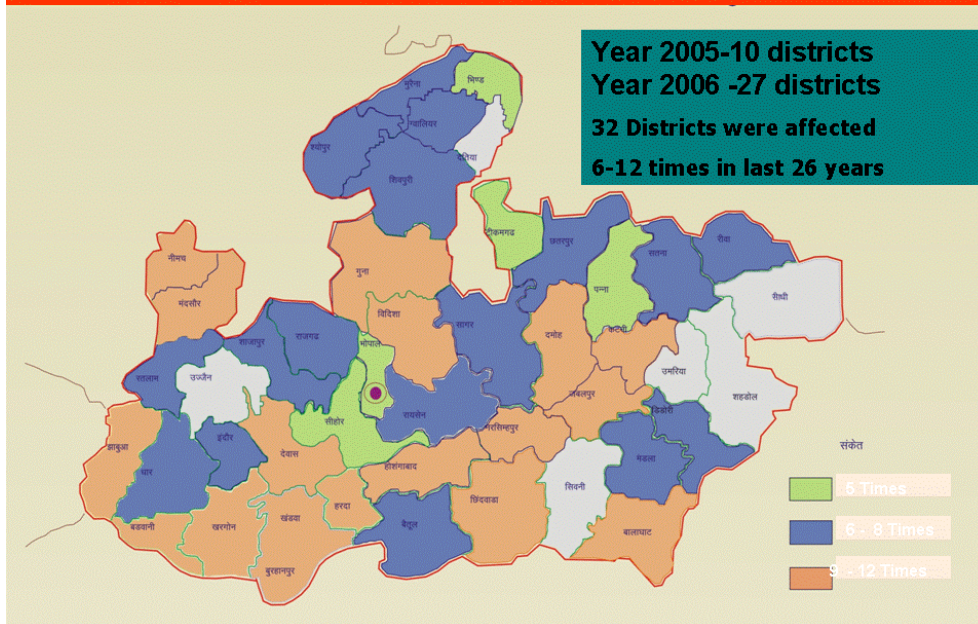 Year 2005-10 districts
Year 2006 -27 districts
32 Districts were affected
6-12 times in last 26 years
भिण्ड
मुरैना
ग्वालियर
श्योपुर
दतिया
शिवपुरी
टीकमगढ
छतरपुर
रीवा
सतना
नीमच
गुना
पन्ना
सीधी
मंदसौर
विदिशा
सागर
दमोह
कटनी
राजगढ
शाजापुर
भोपाल
उमरिया
रतलाम
उज्जैन
जबलपुर
शहडोल
डिंडोरी
रायसेन
सीहोर
नरसिम्हपुर
इंदौर
झाबुआ
देवास
होशंगाबाद
मंडला
संकेत
धार
सिवनी
छिंदवाडा
5 Times
हरदा
खंडवा
बैतूल
बडवानी
खरगोन
बालाघाट
6 - 8 Times
बुरहानपुर
9 - 12 Times